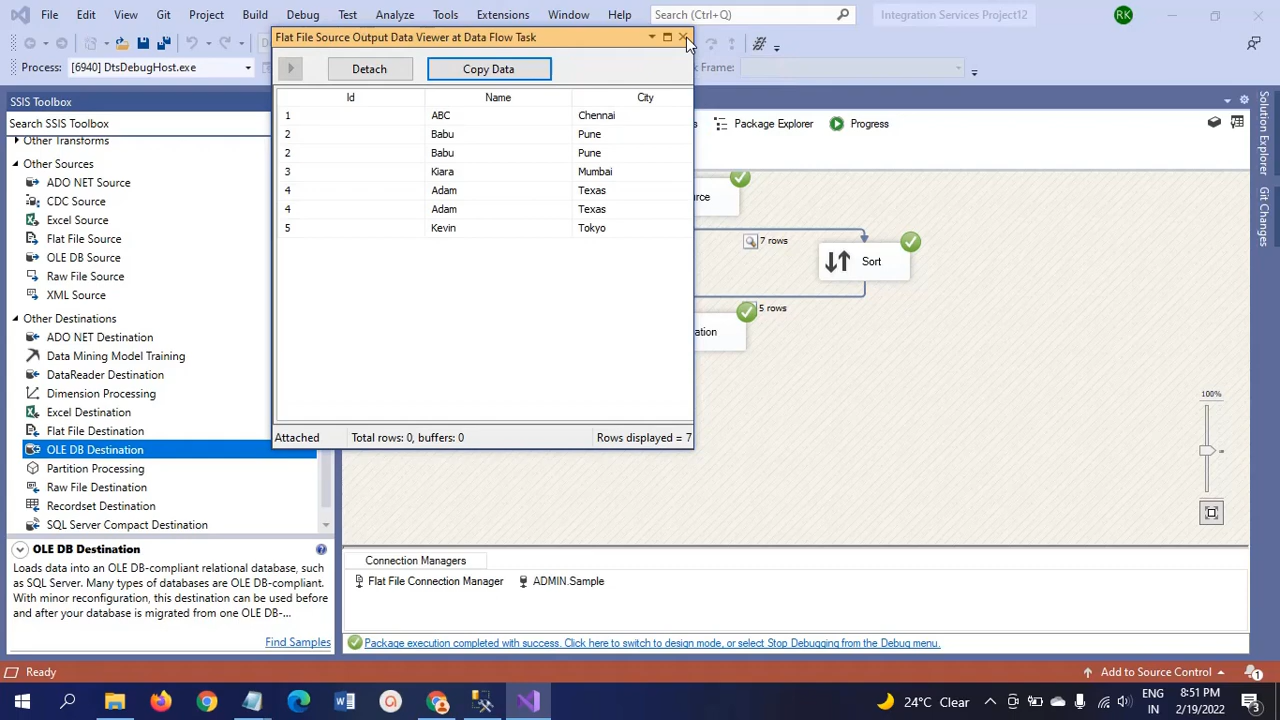 File Edit View Git Project Build Debug Test Analyze Tools Extensions Window Help Search (Ctrl+Q) Integration Services Project12 RK
Process: [6940] DtsDebugHost.exe
k Frame:
SSIS Toolbox
Search SSIS Toolbox
Other Transforms
Other Sources
ADO NET Source
CDC Source
Excel Source
Flat File Source
OLE DB Source
Raw File Source
XML Source
Other Destinations
ADO NET Destination
Data Mining Model Training
DataReader Destination
Dimension Processing
Excel Destination
Flat File Destination
OLE DB Destination
Partition Processing
Raw File Destination
Recordset Destination
SQL Server Compact Destination
OLE DB Destination
Loads data into an OLE DB-compliant relational database, such as SQL Server. Many types of databases are OLE DB-compliant.
With minor reconfiguration, this destination can be used before
and after your database is migrated from one OLE DB-...
Find Samples
Flat File Source Output Data Viewer at Data Flow Task
Detach Copy Data
Id Name City
1 ABC Chennai
2 Babu Pune
2 Babu Pune
3 Kiara Mumbai
4 Adam Texas
4 Adam Texas
5 Kevin Tokyo
Attached Total rows: 0, buffers: 0 Rows displayed = 7
s Package Explorer Progress
rce
7 rows
Sort
5 rows
ation
100%
Solution Explorer
Git Changes
Connection Managers
Flat File Connection Manager ADMIN.Sample
Package execution completed with success. Click here to switch to design mode, or select Stop Debugging from the Debug menu.
Ready Add to Source Control 1
24°C Clear ENG IN 8:51 PM 2/19/2022 3